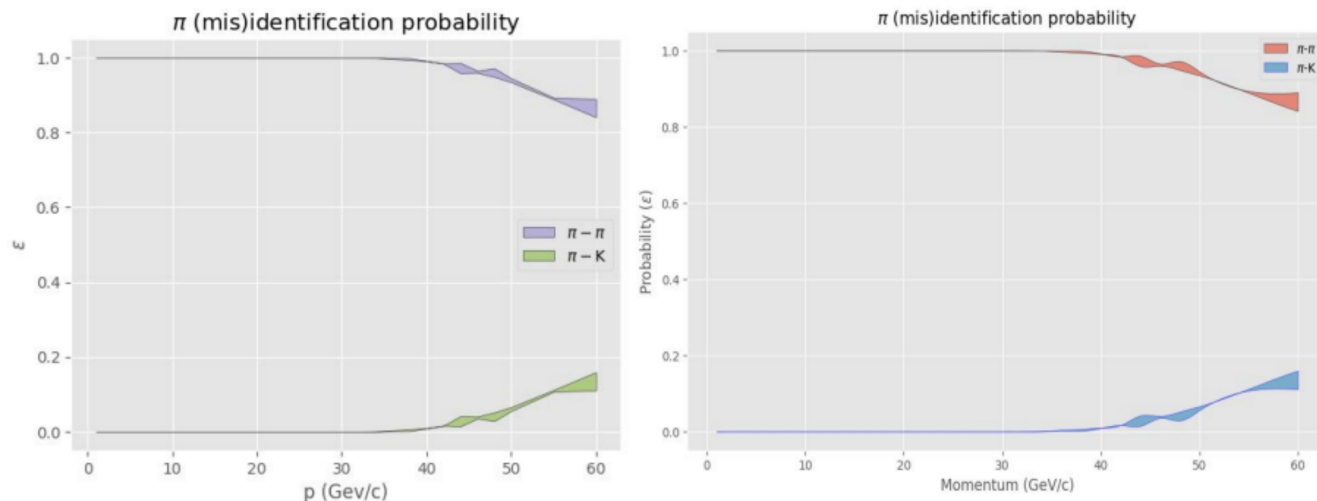 π (mis)identification probability
1.0
0.8
0.6
0.4
0.2
0.0
ε
π − π
π − K
0 10 20 30 40 50 60
p (Gev/c)
π (mis)identification probability
1.0
0.8
0.6
0.4
0.2
0.0
Probability (ε)
π-π
π-K
0 10 20 30 40 50 60
Momentum (GeV/c)